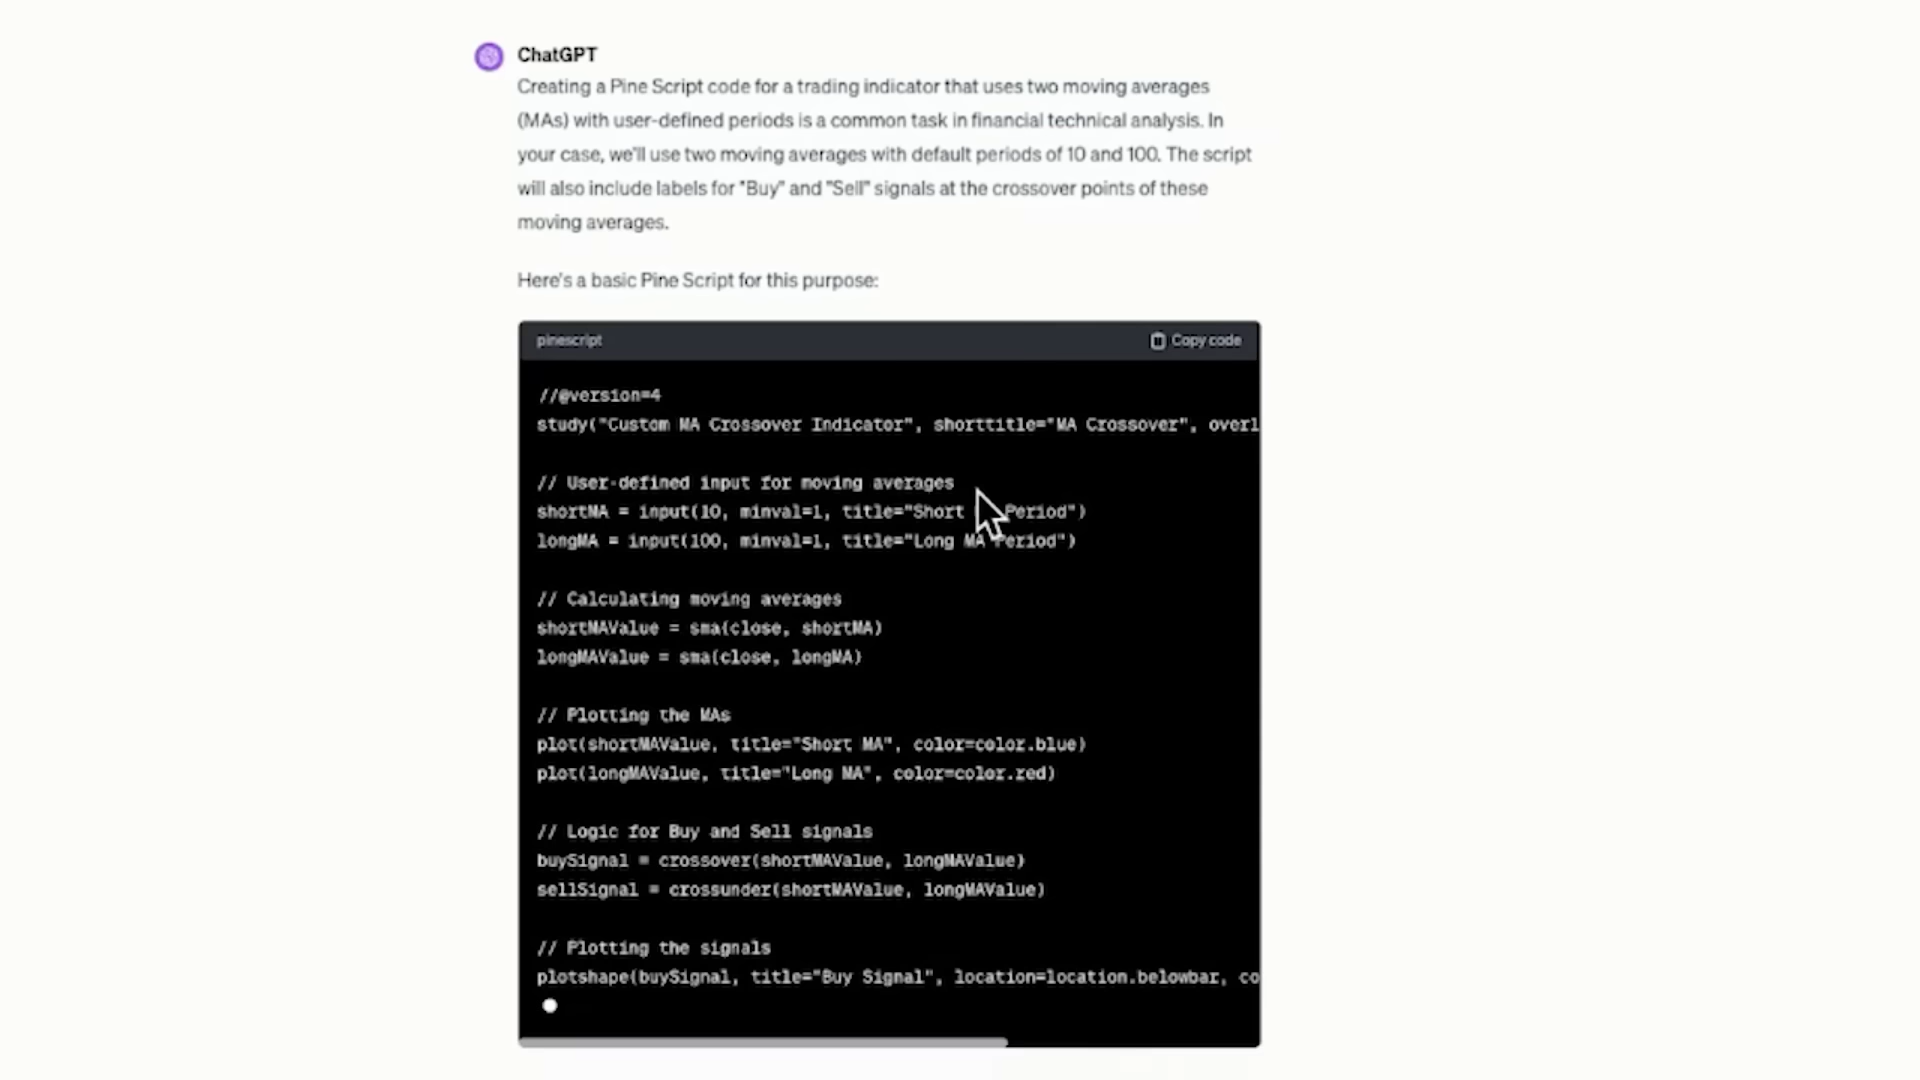 ChatGPT
Creating a Pine Script code for a trading indicator that uses two moving averages
(MAs) with user-defined periods is a common task in financial technical analysis. In
your case, we'll use two moving averages with default periods of 10 and 100. The script
will also include labels for "Buy" and "Sell" signals at the crossover points of these
moving averages.
Here's a basic Pine Script for this purpose:
pinescript
Copy code
//@version=4
study("Custom MA Crossover Indicator", shorttitle="MA Crossover", overl
// User-defined input for moving averages
shortMA = input(10, minval=1, title="Short Period")
longMA = input(100, minval=1, title="Long MA Period")
// Calculating moving averages
shortMAValue = sma(close, shortMA)
longMAValue = sma(close, longMA)
// Plotting the MAs
plot(shortMAValue, title="Short MA", color=color.blue)
plot(longMAValue, title="Long MA", color=color.red)
// Logic for Buy and Sell signals
buySignal = crossover(shortMAValue, longMAValue)
sellSignal = crossunder(shortMAValue, longMAValue)
// Plotting the signals
plotshape(buySignal, title="Buy Signal", location=location.belowbar, co